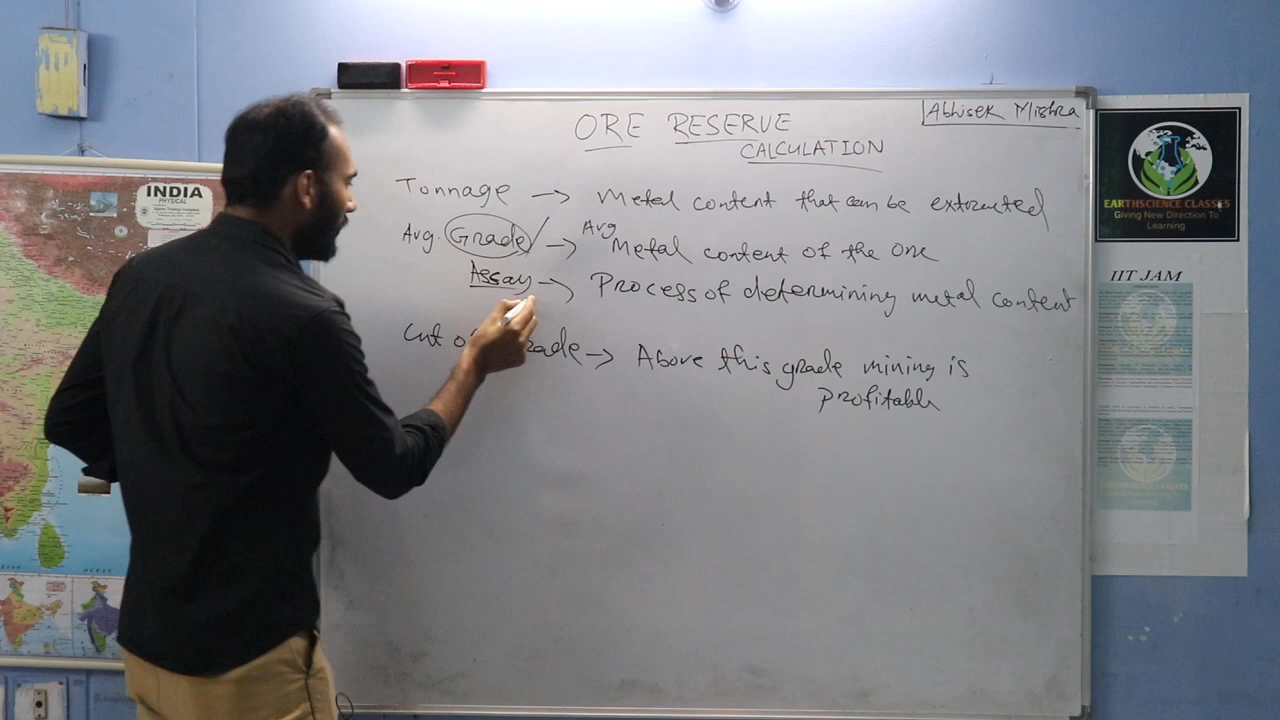 INDIA
PHYSICAL
ORE RESERVE
CALCULATION
Abhisek Mishra
Tonnage → Metal content that can be extracted
Avg. Grade → Avg Metal content of the ore
Assay → Process of determining metal content
Cut → Above this grade mining is
profitable
EARTHSCIENCE CLASSES
Giving New Direction To
Learning
IIT JAM
OCEAN